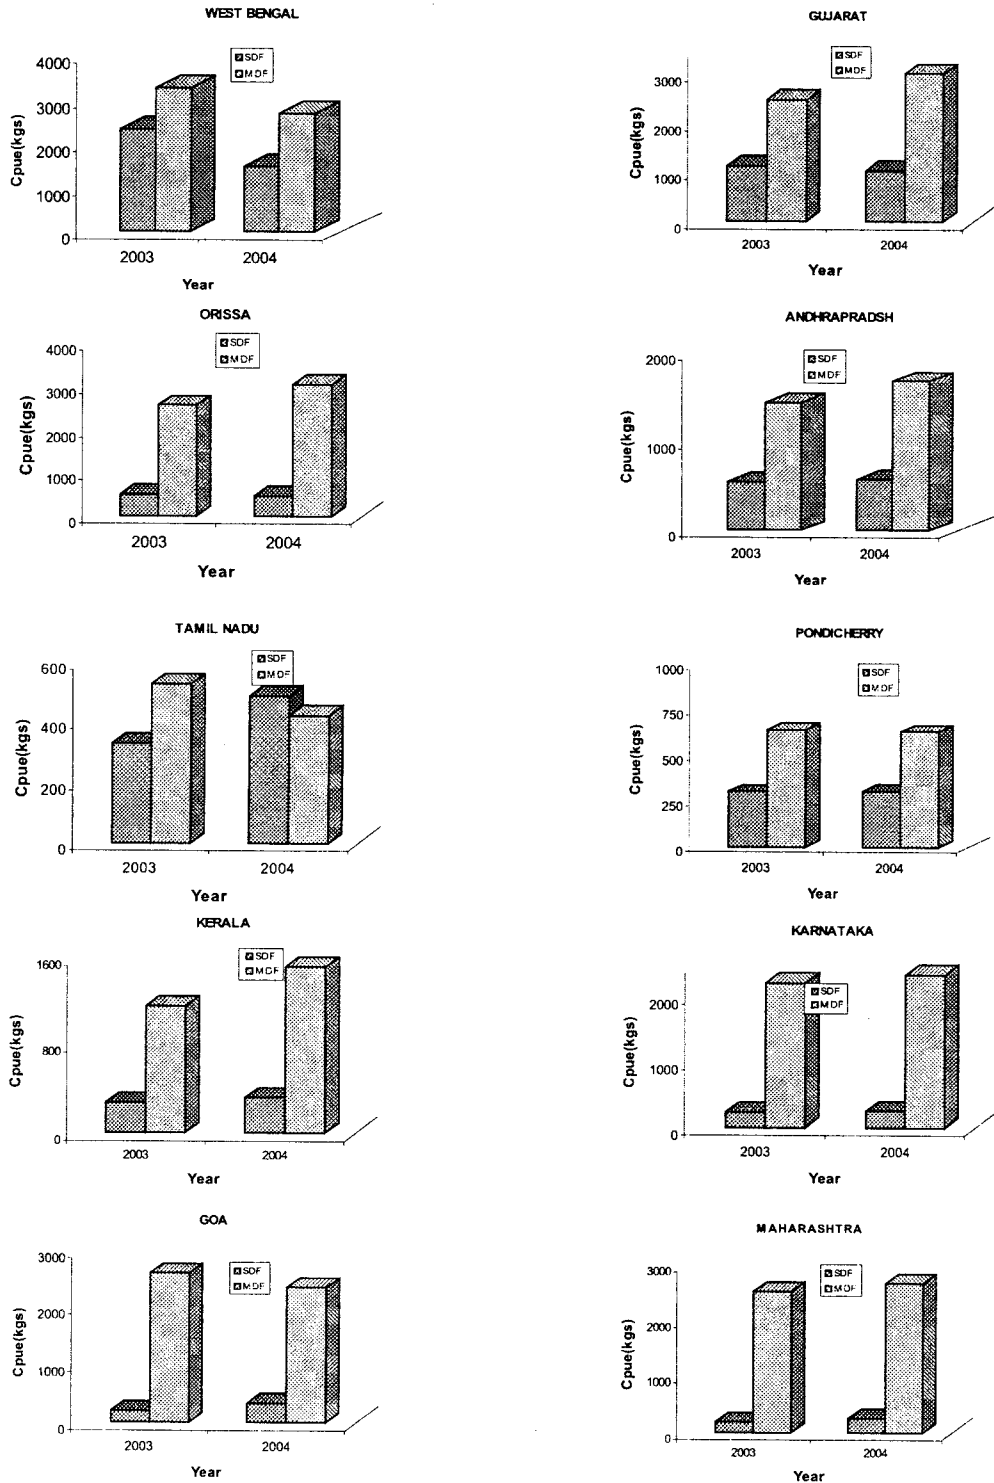 WEST BENGAL
SDF
MDF
4000
3000
2000
1000
0
Cpue(kgs)
2003
2004
Year
GUJARAT
SDF
MDF
3000
2000
1000
0
Cpue(kgs)
2003
2004
Year
ORISSA
SDF
MDF
4000
3000
2000
1000
0
Cpue(kgs)
2003
2004
Year
ANDHRAPRADSH
SDF
MDF
2000
1000
0
Cpue(kgs)
2003
2004
Year
TAMIL NADU
SDF
MDF
600
400
200
0
Cpue(kgs)
2003
2004
Year
PONDICHERRY
SDF
MDF
1000
750
500
250
0
Cpue(kgs)
2003
2004
Year
KERALA
SDF
MDF
1600
800
0
Cpue(kgs)
2003
2004
Year
KARNATAKA
SDF
MDF
2000
1000
0
Cpue(kgs)
2003
2004
Year
GOA
SDF
MDF
3000
2000
1000
0
Cpue(kgs)
2003
2004
Year
MAHARASHTRA
SDF
MDF
3000
2000
1000
0
Cpue(kgs)
2003
2004
Year